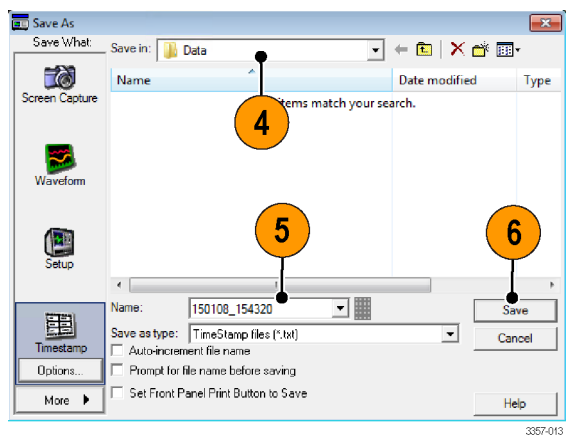 Save As
Save What:
Save in: Data
Name Date modified Type
items match your search.
4
Screen Capture
Waveform
5
6
Setup
Name: 150108_154320 Save
Save as type: TimeStamp files (*.txt) Cancel
Timestamp
Auto-increment file name
Options...
Prompt for file name before saving
More
Set Front Panel Print Button to Save
Help
3357-013